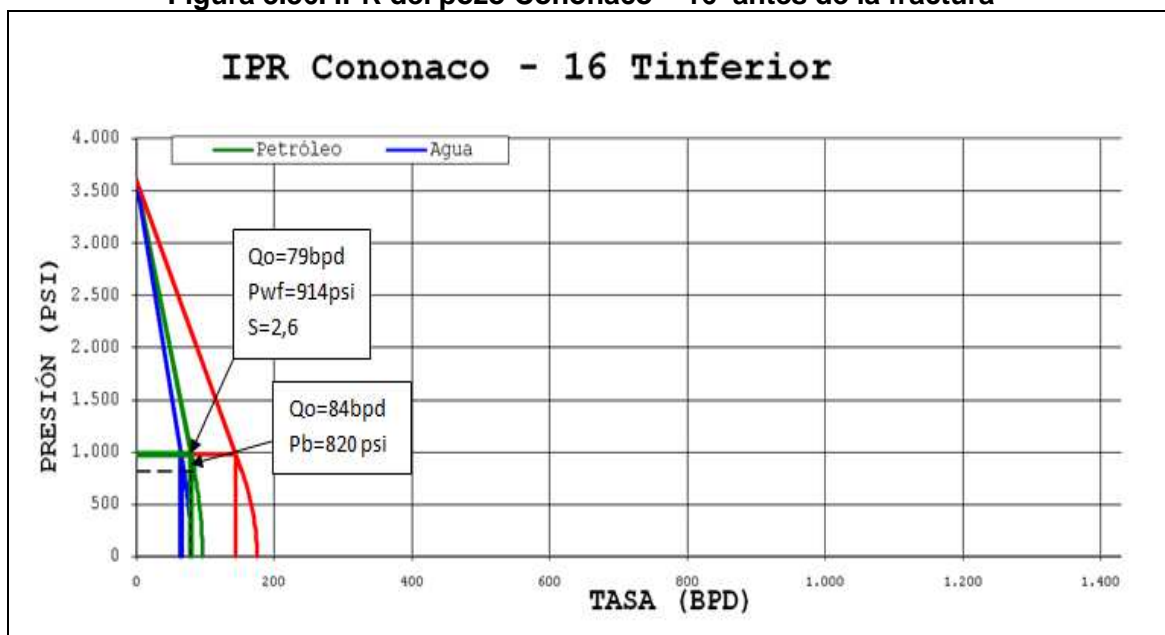 Figura 3.56. IPR del pozo Cononaco – 16 antes de la fractura
IPR Cononaco - 16 Tinferior
Petróleo
Agua
PRESIÓN (PSI)
4.000
3.500
3.000
2.500
2.000
1.500
1.000
500
0
Qo=79bpd
Pwf=914psi
S=2,6
Qo=84bpd
Pb=820 psi
0 200 400 600 800 1.000 1.200 1.400
TASA (BPD)